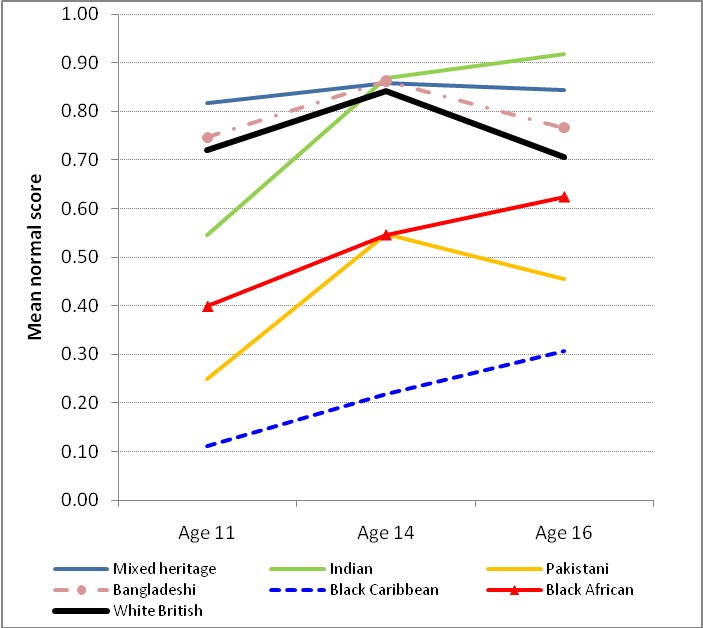 1.00
0.90
0.80
0.70
0.60
0.50
0.40
0.30
0.20
0.10
0.00
Mean normal score
Age 11 Age 14 Age 16
Mixed heritage Indian Pakistani
Bangladeshi Black Caribbean Black African
White British